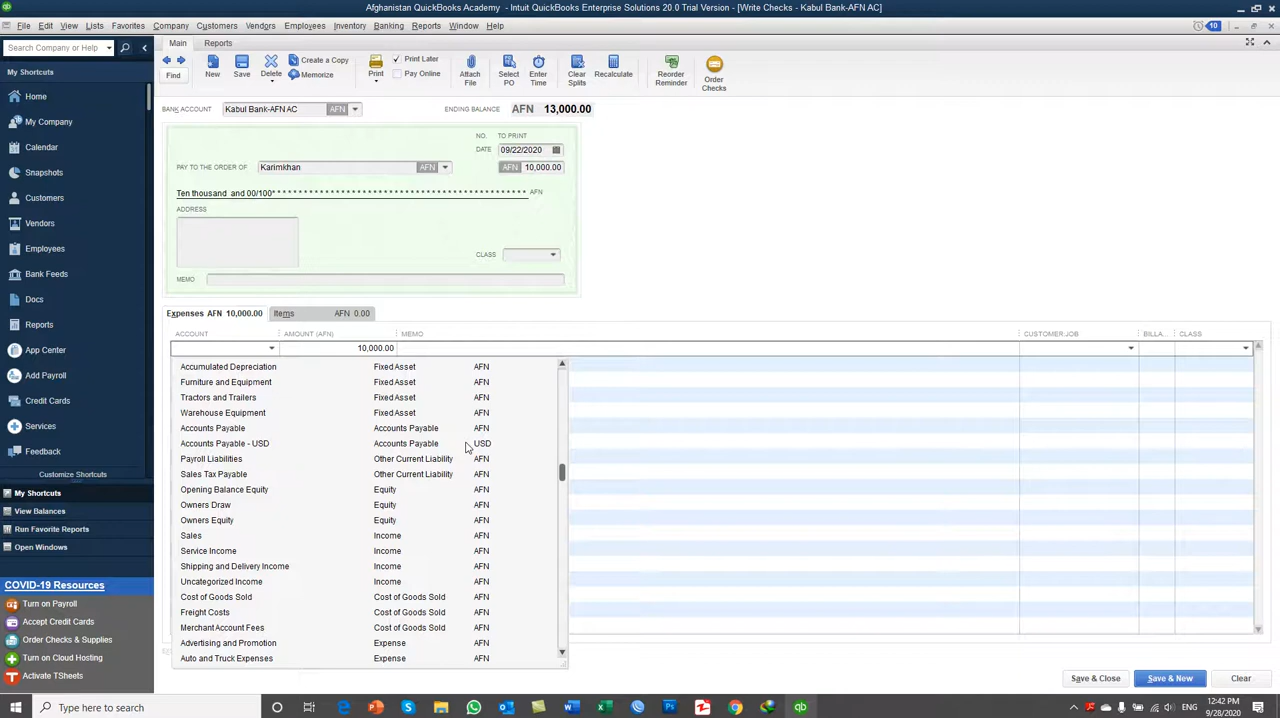 Afghanistan QuickBooks Academy - Intuit QuickBooks Enterprise Solutions 20.0 Trial Version - [Write Checks - Kabul Bank-AFN AC]
File Edit View Lists Favorites Company Customers Vendors Employees Inventory Banking Reports Window Help 10
Search Company or Help
My Shortcuts
Home
My Company
Calendar
Snapshots
Customers
Vendors
Employees
Bank Feeds
Docs
Reports
App Center
Add Payroll
Credit Cards
Services
Feedback
Customize Shortcuts
My Shortcuts
View Balances
Run Favorite Reports
Open Windows
COVID-19 Resources
Turn on Payroll
Accept Credit Cards
Order Checks & Supplies
Turn on Cloud Hosting
Activate TSheets
Main Reports
Find
New
Save
Delete
Create a Copy
Memorize
Print
Print Later
Pay Online
Attach File
Select PO
Enter Time
Clear Splits
Recalculate
Reorder Reminder
Order Checks
BANK ACCOUNT Kabul Bank-AFN AC AFN ENDING BALANCE AFN 13,000.00
NO. TO PRINT
DATE 09/22/2020
PAY TO THE ORDER OF Karimkhan AFN AFN 10,000.00
Ten thousand and 00/100* * * * * * * * * * * * * * * * * * * * * * * * * * * * * * * * * * * * * * * * * * * * * * * * AFN
ADDRESS
CLASS
MEMO
Expenses AFN 10,000.00 Items AFN 0.00
ACCOUNT AMOUNT (AFN) MEMO CUSTOMER:JOB BILLA... CLASS
10,000.00
Accumulated Depreciation Fixed Asset AFN
Furniture and Equipment Fixed Asset AFN
Tractors and Trailers Fixed Asset AFN
Warehouse Equipment Fixed Asset AFN
Accounts Payable Accounts Payable AFN
Accounts Payable - USD Accounts Payable USD
Payroll Liabilities Other Current Liability AFN
Sales Tax Payable Other Current Liability AFN
Opening Balance Equity Equity AFN
Owners Draw Equity AFN
Owners Equity Equity AFN
Sales Income AFN
Service Income Income AFN
Shipping and Delivery Income Income AFN
Uncategorized Income Income AFN
Cost of Goods Sold Cost of Goods Sold AFN
Freight Costs Cost of Goods Sold AFN
Merchant Account Fees Cost of Goods Sold AFN
Advertising and Promotion Expense AFN
Auto and Truck Expenses Expense AFN
Save & Close Save & New Clear
Type here to search
12:42 PM
9/28/2020